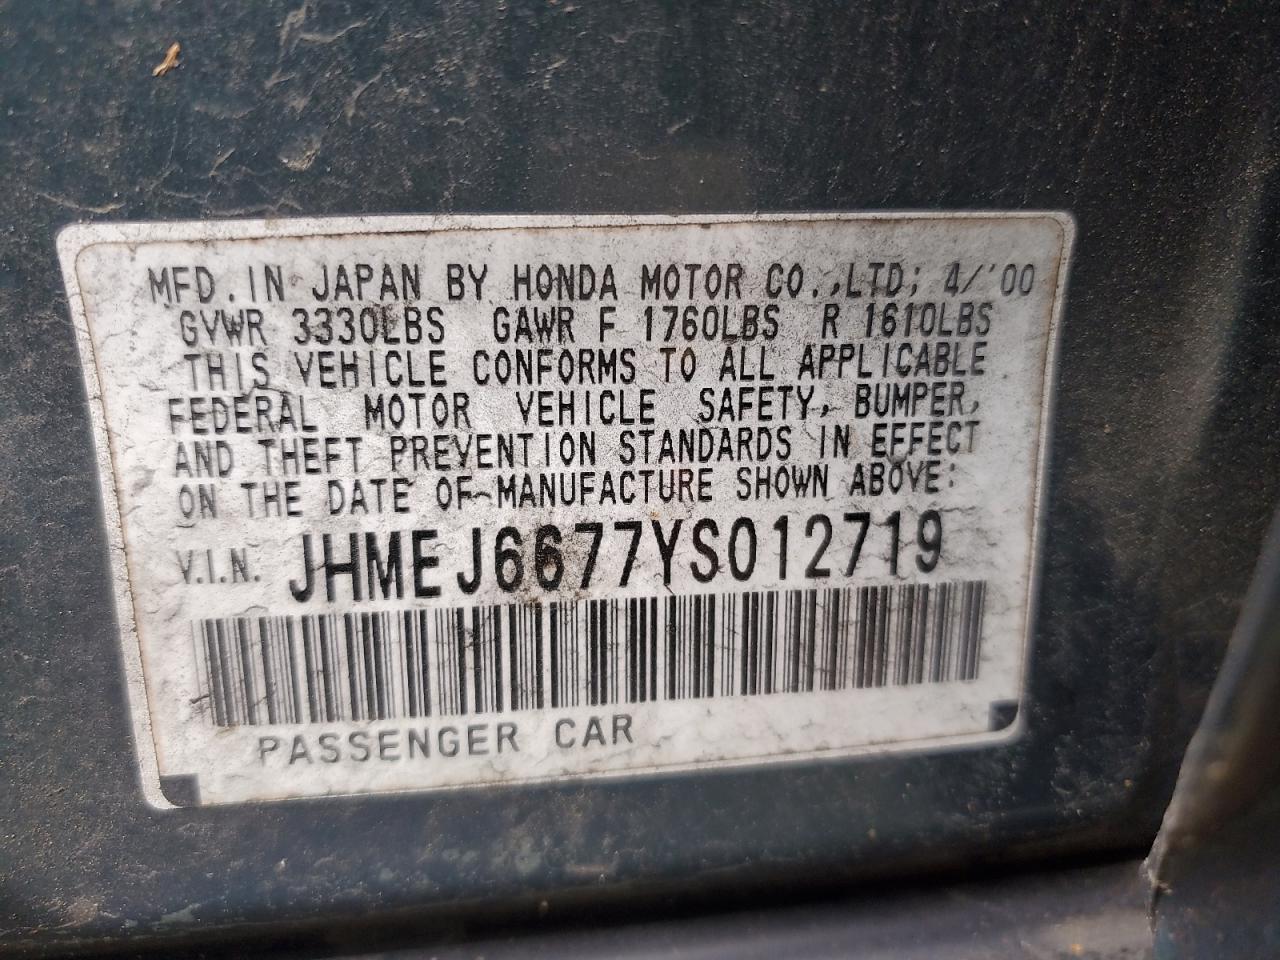 MFD. IN JAPAN BY HONDA MOTOR CO.,LTD; 4/'00
GVWR 3330LBS GAWR F 1760LBS R 1610LBS
THIS VEHICLE CONFORMS TO ALL APPLICABLE
FEDERAL MOTOR VEHICLE SAFETY, BUMPER,
AND THEFT PREVENTION STANDARDS IN EFFECT
ON THE DATE OF MANUFACTURE SHOWN ABOVE:
V.I.N. JHMEJ6677YS012719
PASSENGER CAR